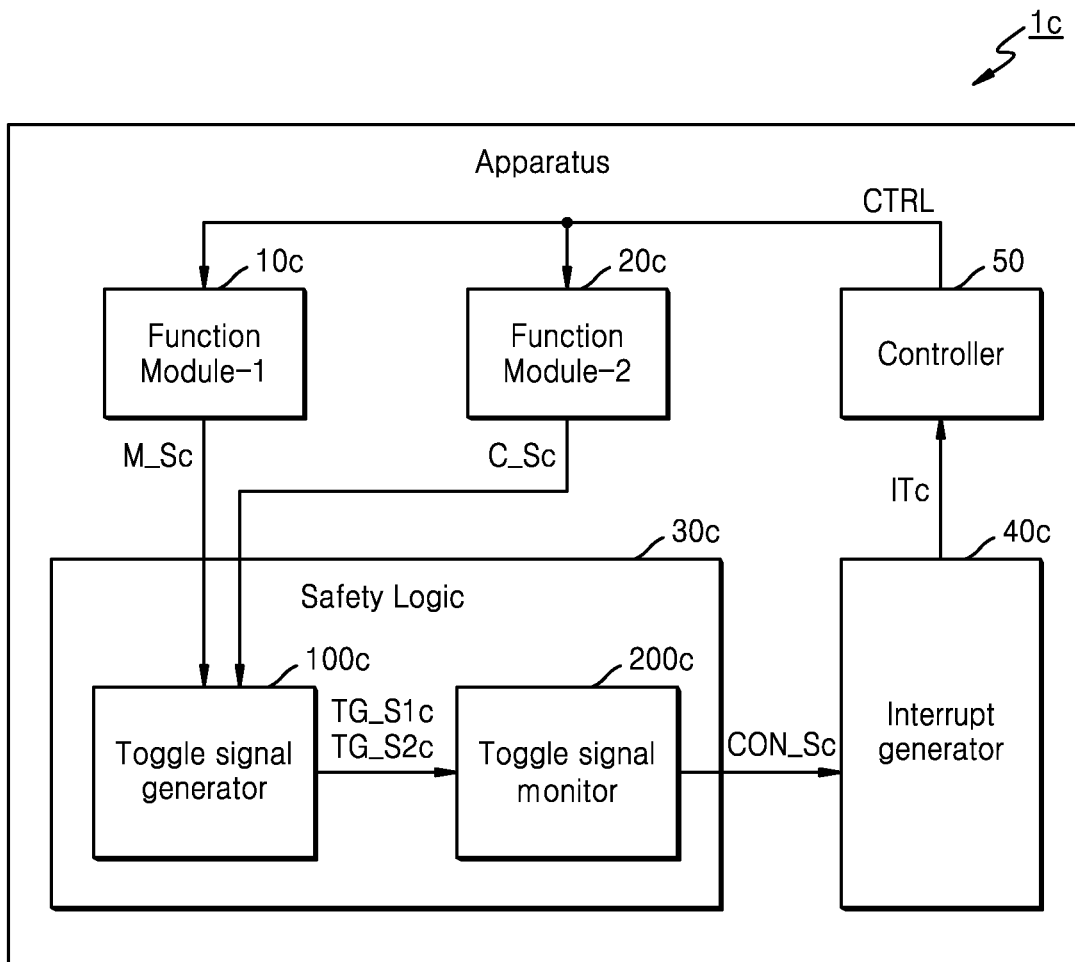 1c
Apparatus
CTRL
10c
20c
50
Function
Module-1
Function
Module-2
Controller
M_Sc
C_Sc
ITc
30c
40c
Safety Logic
100c
200c
TG_S1c
TG_S2c
Toggle signal
generator
Toggle signal
monitor
CON_Sc
Interrupt
generator